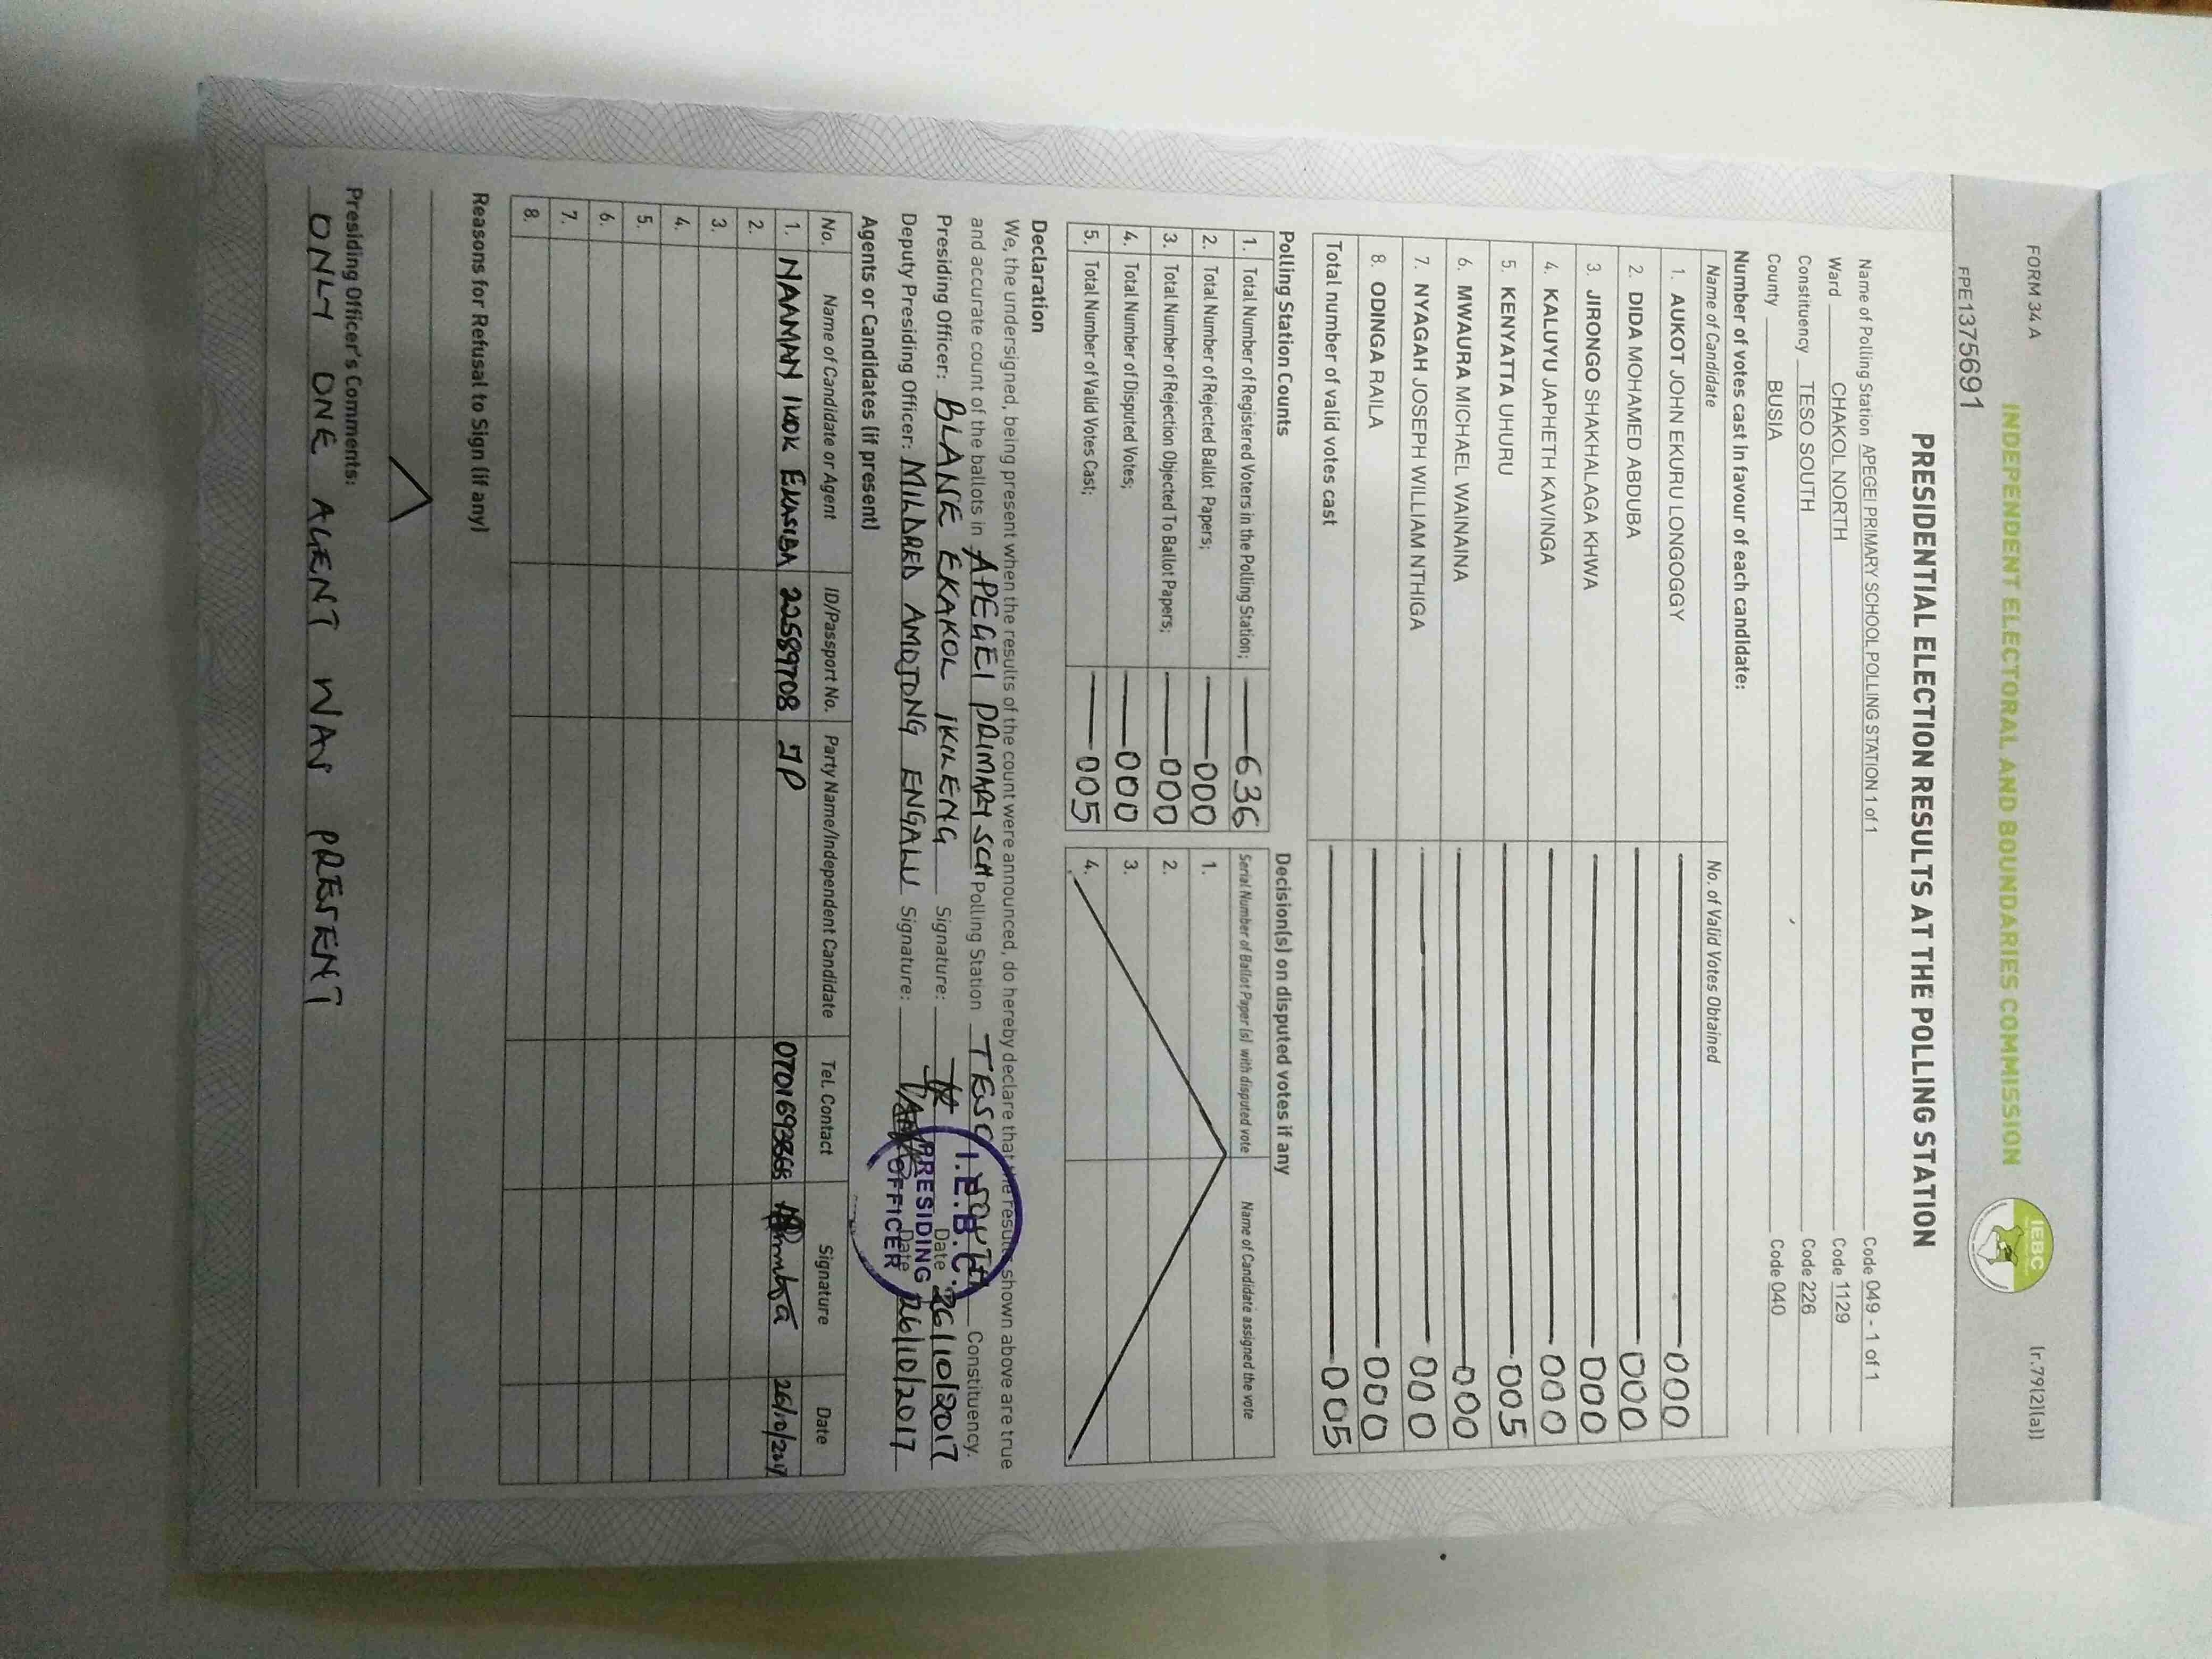 FORM 34 A
INDEPENDENT ELECTORAL AND BOUNDARIES COMMISSION
IEBC
(r.79(2)(a))
FPE1375691
PRESIDENTIAL ELECTION RESULTS AT THE POLLING STATION
Name of Polling Station APEGEI PRIMARY SCHOOL POLLING STATION 1 of 1 Code 049 - 1 of 1
Ward CHAKOL NORTH Code 1129
Constituency TESO SOUTH Code 226
County BUSIA Code 040
Number of votes cast in favour of each candidate:
Name of Candidate No. of Valid Votes Obtained
1. AUKOT JOHN EKURU LONGOGGY 000
2. DIDA MOHAMED ABDUBA 000
3. JIRONGO SHAKHALAGA KHWA 000
4. KALUYU JAPHETH KAVINGA 000
5. KENYATTA UHURU 005
6. MWAURA MICHAEL WAINAINA 000
7. NYAGAH JOSEPH WILLIAM NTHIGA 000
8. ODINGA RAILA 000
Total number of valid votes cast 005
Polling Station Counts
1. Total Number of Registered Voters in the Polling Station; 636
2. Total Number of Rejected Ballot Papers; 000
3. Total Number of Rejection Objected To Ballot Papers; 000
4. Total Number of Disputed Votes; 000
5. Total Number of Valid Votes Cast; 005
Decision(s) on disputed votes if any
Serial Number of Ballot Paper (s) with disputed vote Name of Candidate assigned the vote
1.
2.
3.
4.
Declaration
We, the undersigned, being present when the results of the count were announced, do hereby declare that the results shown above are true
and accurate count of the ballots in APEGEI PRIMARY SCH Polling Station TESO SOUTH Constituency.
Presiding Officer: BLANE EKAKOL IKILENG Signature: Date 26/10/2017
Deputy Presiding Officer: MILDRED AMOJONG ENGALU Signature: Date 26/10/2017
I.E.B.C.
PRESIDING
OFFICER
Agents or Candidates (if present)
No. Name of Candidate or Agent ID/Passport No. Party Name/Independent Candidate Tel. Contact Signature Date
1. NAAMAN 22589708 JP 26/10/2017
2.
3.
4.
5.
6.
7.
8.
Reasons for Refusal to Sign (if any)
Presiding Officer's Comments:
ONLY ONE AGENT WAS PRESENT